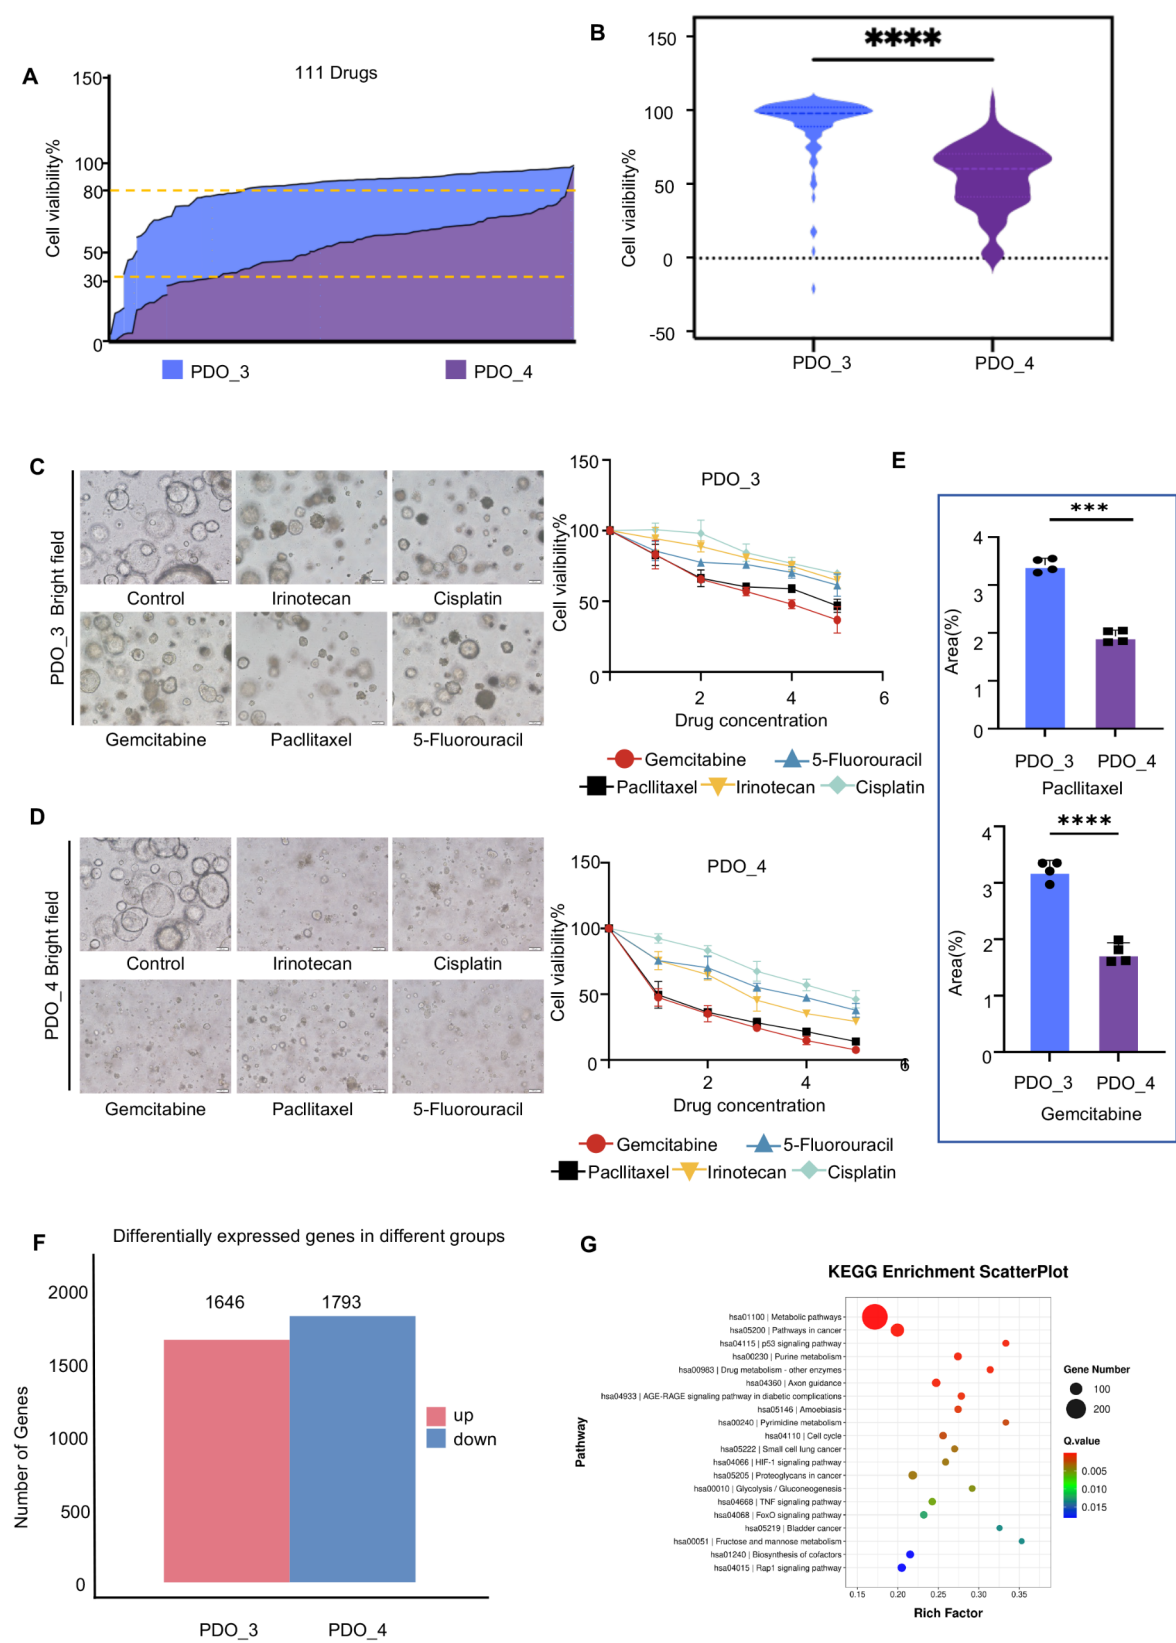 A
111 Drugs
150
100
80
50
30
0
Cell vialibility%
PDO_3
PDO_4
B
****
150
100
50
0
-50
Cell vialibility%
PDO_3
PDO_4
C
PDO_3 Bright field
Control
Irinotecan
Cisplatin
Gemcitabine
Pacllitaxel
5-Fluorouracil
PDO_3
150
100
50
0
Cell vialibility%
2
4
6
Drug concentration
Gemcitabine
5-Fluorouracil
Pacllitaxel
Irinotecan
Cisplatin
D
PDO_4 Bright field
Control
Irinotecan
Cisplatin
Gemcitabine
Pacllitaxel
5-Fluorouracil
PDO_4
150
100
50
0
Cell vialibility%
2
4
6
Drug concentration
Gemcitabine
5-Fluorouracil
Pacllitaxel
Irinotecan
Cisplatin
E
***
4
3
2
1
0
Area(%)
PDO_3
PDO_4
Pacllitaxel
****
4
3
2
1
0
Area(%)
PDO_3
PDO_4
Gemcitabine
F
Differentially expressed genes in different groups
2000
1500
1000
500
0
Number of Genes
1646
1793
up
down
PDO_3
PDO_4
G
KEGG Enrichment ScatterPlot
Pathway
hsa01100 | Metabolic pathways
hsa05200 | Pathways in cancer
hsa04115 | p53 signaling pathway
hsa00230 | Purine metabolism
hsa00983 | Drug metabolism - other enzymes
hsa04360 | Axon guidance
hsa04933 | AGE-RAGE signaling pathway in diabetic complications
hsa05146 | Amoebiasis
hsa00240 | Pyrimidine metabolism
hsa04110 | Cell cycle
hsa05222 | Small cell lung cancer
hsa04066 | HIF-1 signaling pathway
hsa05205 | Proteoglycans in cancer
hsa00010 | Glycolysis / Gluconeogenesis
hsa04668 | TNF signaling pathway
hsa04068 | FoxO signaling pathway
hsa05219 | Bladder cancer
hsa00051 | Fructose and mannose metabolism
hsa01240 | Biosynthesis of cofactors
hsa04015 | Rap1 signaling pathway
0.15
0.20
0.25
0.30
0.35
Rich Factor
Gene Number
100
200
Q.value
0.005
0.010
0.015